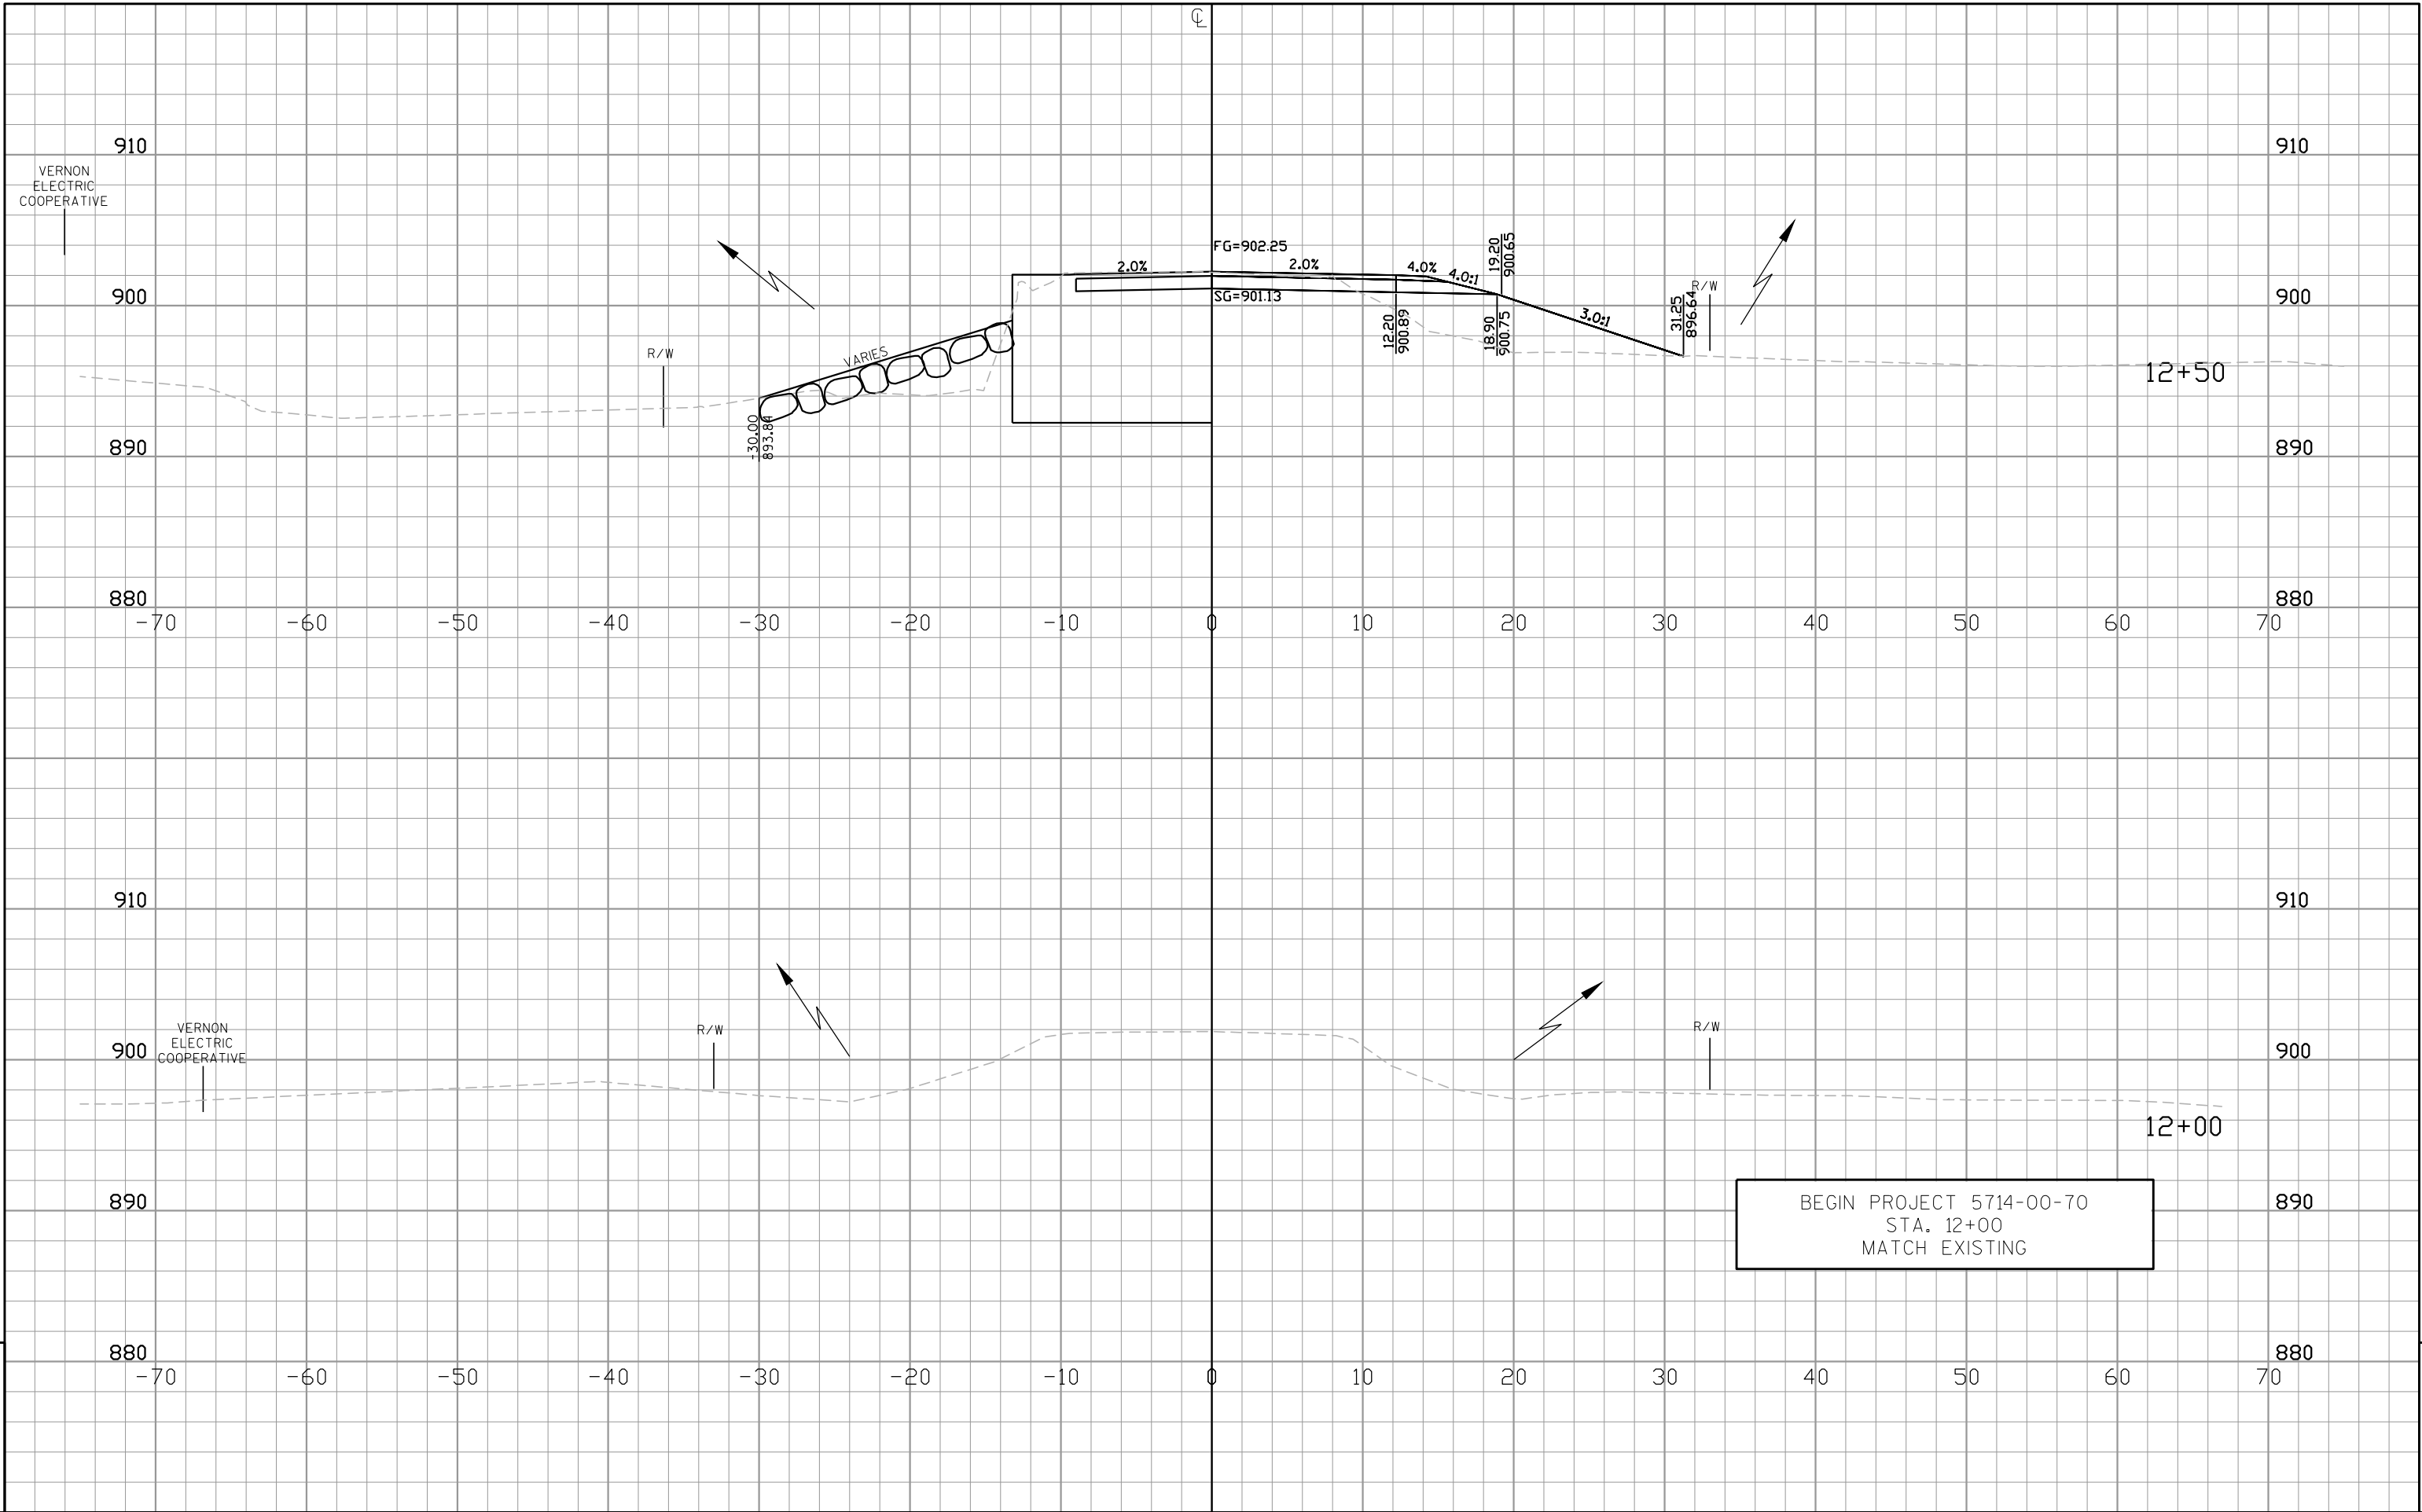 ℄
910
910
VERNON
ELECTRIC
COOPERATIVE
FG=902.25
2.0%
2.0%
4.0%
4.0:1
19.20
900.65
900
SG=901.13
R/W
900
12.20
900.89
18.90
900.75
3.0:1
31.25
896.64
R/W
VARIES
12+50
-30.00
893.84
890
890
880
880
-70 -60 -50 -40 -30 -20 -10 0 10 20 30 40 50 60 70
910
910
VERNON
ELECTRIC
COOPERATIVE
R/W
R/W
900
900
12+00
890
890
BEGIN PROJECT 5714-00-70
STA. 12+00
MATCH EXISTING
880
880
-70 -60 -50 -40 -30 -20 -10 0 10 20 30 40 50 60 70